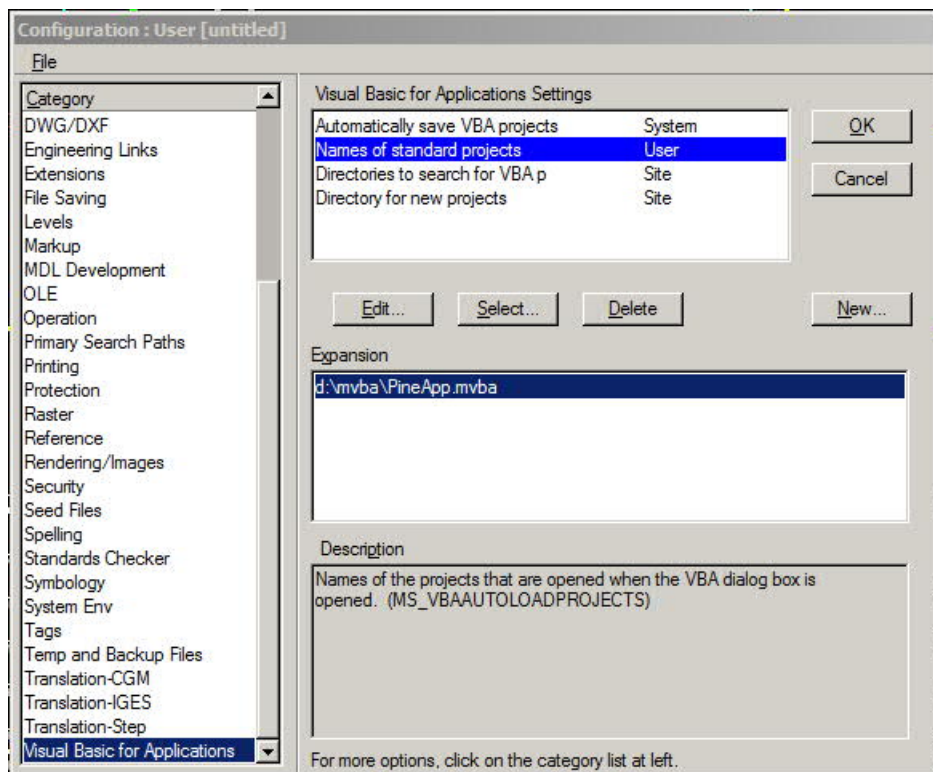 Configuration : User [untitled]
File
Category
DWG/DXF
Engineering Links
Extensions
File Saving
Levels
Markup
MDL Development
OLE
Operation
Primary Search Paths
Printing
Protection
Raster
Reference
Rendering/Images
Security
Seed Files
Spelling
Standards Checker
Symbology
System Env
Tags
Temp and Backup Files
Translation-CGM
Translation-IGES
Translation-Step
Visual Basic for Applications
Visual Basic for Applications Settings
Automatically save VBA projects System
Names of standard projects User
Directories to search for VBA p Site
Directory for new projects Site
OK
Cancel
Edit... Select... Delete New...
Expansion
d:\mvba\PineApp.mvba
Description
Names of the projects that are opened when the VBA dialog box is
opened. (MS_VBAAUTOLOADPROJECTS)
For more options, click on the category list at left.